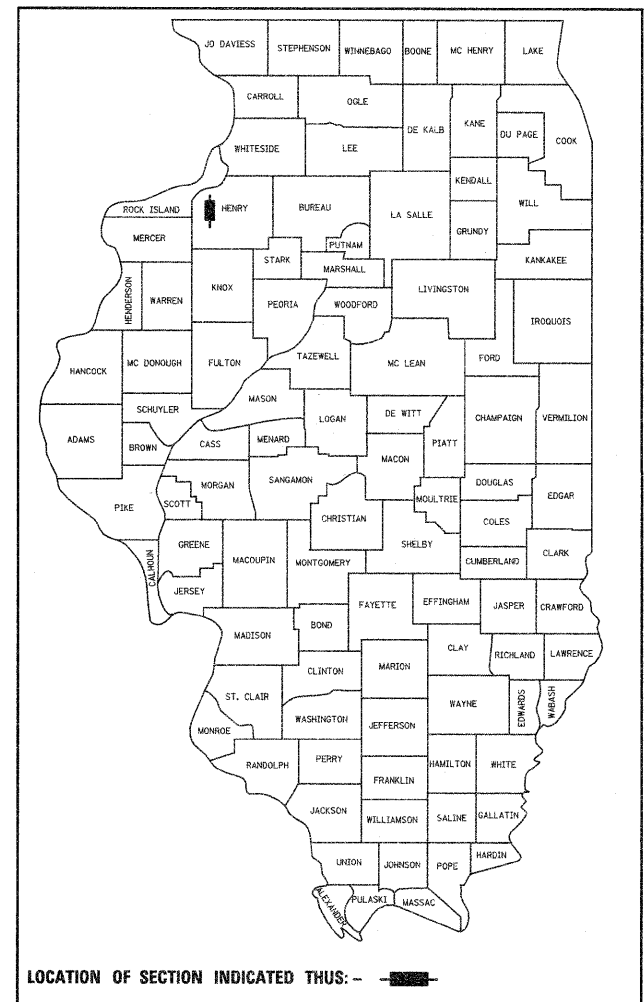 JO DAVIESS STEPHENSON WINNEBAGO BOONE MC HENRY LAKE
CARROLL OGLE DE KALB KANE DU PAGE COOK
WHITESIDE LEE
KENDALL WILL
ROCK ISLAND HENRY BUREAU LA SALLE GRUNDY
MERCER PUTNAM KANKAKEE
STARK MARSHALL
HENDERSON WARREN KNOX PEORIA WOODFORD LIVINGSTON IROQUOIS
HANCOCK MC DONOUGH FULTON TAZEWELL MC LEAN FORD
SCHUYLER MASON LOGAN DE WITT CHAMPAIGN VERMILION
ADAMS BROWN CASS MENARD MACON PIATT
MORGAN SANGAMON DOUGLAS EDGAR
PIKE SCOTT CHRISTIAN MOULTRIE COLES
CALHOUN GREENE MACOUPIN MONTGOMERY SHELBY CUMBERLAND CLARK
JERSEY FAYETTE EFFINGHAM JASPER CRAWFORD
MADISON BOND CLAY RICHLAND LAWRENCE
CLINTON MARION
ST. CLAIR WAYNE EDWARDS WABASH
WASHINGTON JEFFERSON
MONROE
RANDOLPH PERRY HAMILTON WHITE
FRANKLIN
JACKSON WILLIAMSON SALINE GALLATIN
UNION JOHNSON POPE HARDIN
ALEXANDER PULASKI MASSAC
LOCATION OF SECTION INDICATED THUS: -